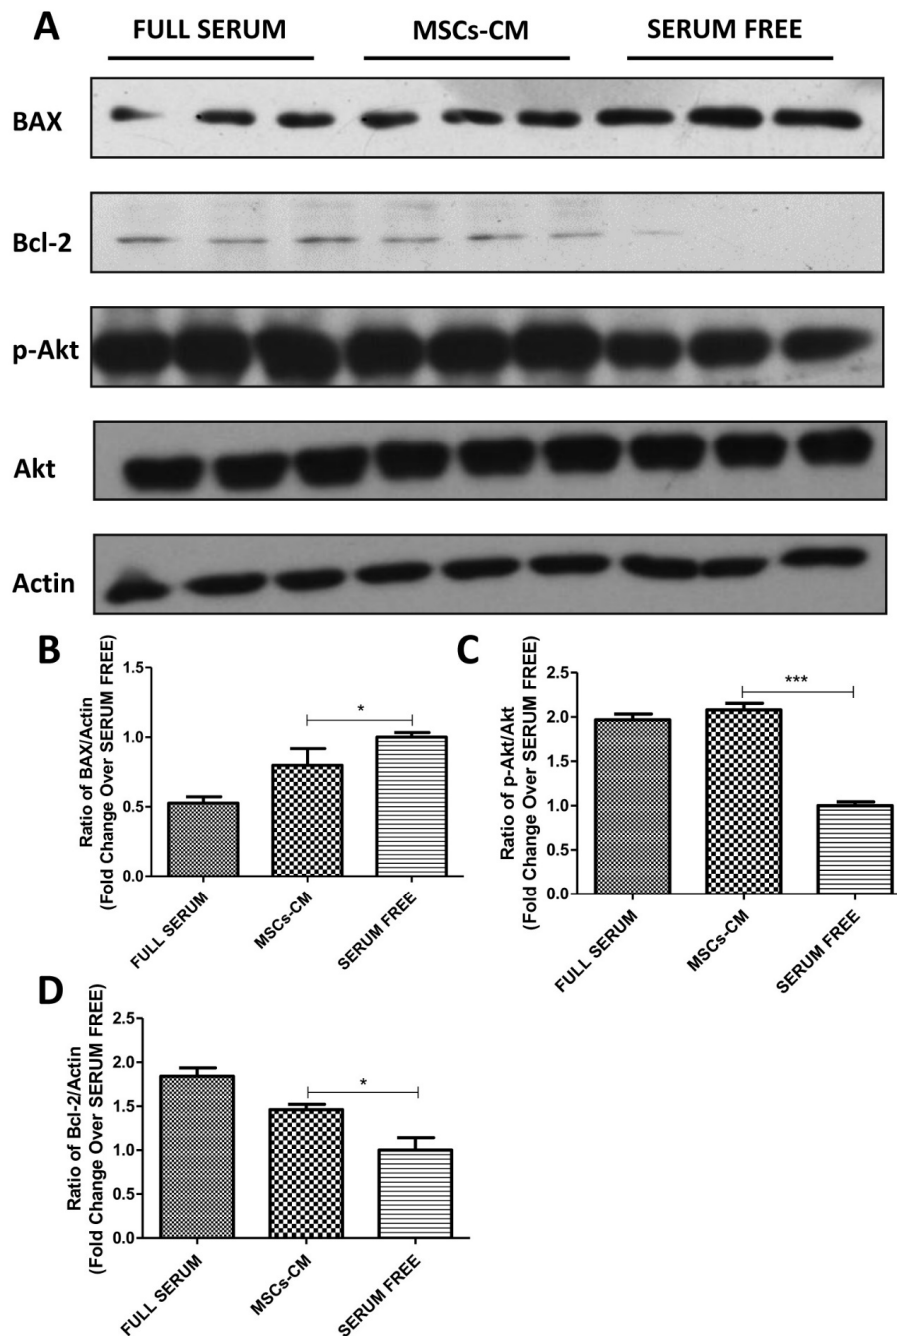 A
FULL SERUM
MSCs-CM
SERUM FREE
BAX
Bcl-2
p-Akt
Akt
Actin
B
Ratio of BAX/Actin
(Fold Change Over SERUM FREE)
1.5
1.0
0.5
0.0
*
FULL SERUM
MSCs-CM
SERUM FREE
C
Ratio of p-Akt/Akt
(Fold Change Over SERUM FREE)
2.5
2.0
1.5
1.0
0.5
0.0
***
FULL SERUM
MSCs-CM
SERUM FREE
D
Ratio of Bcl-2/Actin
(Fold Change Over SERUM FREE)
2.5
2.0
1.5
1.0
0.5
0.0
*
FULL SERUM
MSCs-CM
SERUM FREE